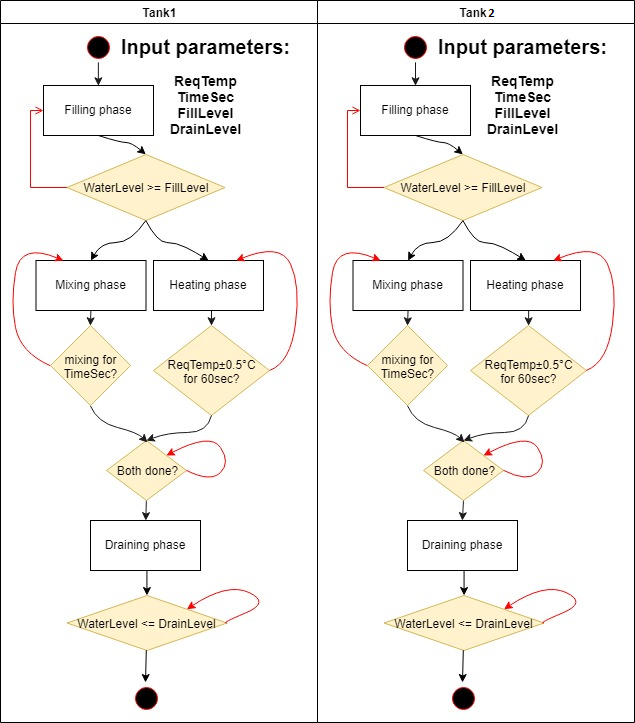 Tank1
Input parameters:
ReqTemp
TimeSec
FillLevel
DrainLevel
Filling phase
WaterLevel >= FillLevel
Mixing phase
Heating phase
mixing for
TimeSec?
ReqTemp±0.5°C
for 60sec?
Both done?
Draining phase
WaterLevel <= DrainLevel
Tank2
Input parameters:
ReqTemp
TimeSec
FillLevel
DrainLevel
Filling phase
WaterLevel >= FillLevel
Mixing phase
Heating phase
mixing for
TimeSec?
ReqTemp±0.5°C
for 60sec?
Both done?
Draining phase
WaterLevel <= DrainLevel